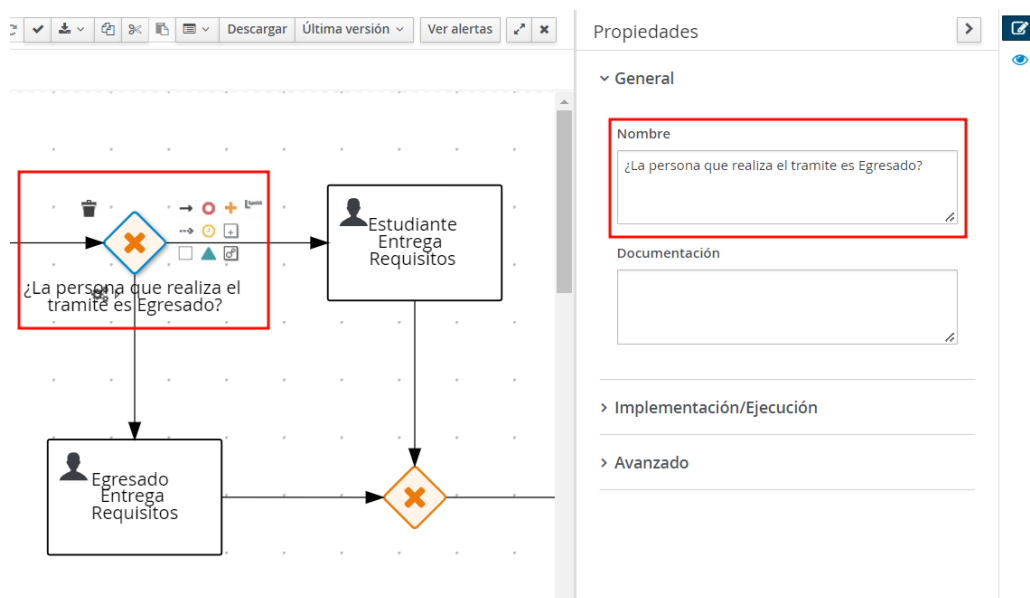 Descargar Última versión Ver alertas
Propiedades
General
Nombre
¿La persona que realiza el tramite es Egresado?
Documentación
Implementación/Ejecución
Avanzado
Estudiante
Entrega
Requisitos
¿La persona que realiza el
tramite es Egresado?
Egresado
Entrega
Requisitos